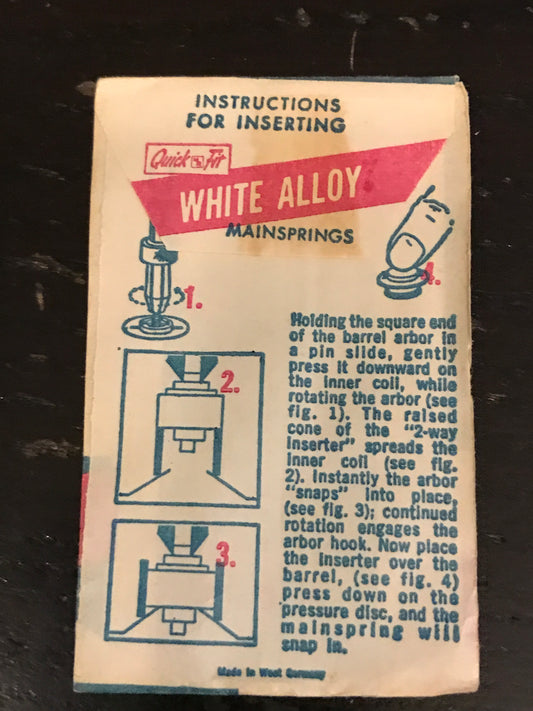 INSTRUCTIONS
FOR INSERTING
Quick Fit
WHITE ALLOY
MAINSPRINGS
1.
4.
2.
3.
Holding the square end
of the barrel arbor in
a pin slide, gently
press it downward on
the inner coil, while
rotating the arbor (see
fig. 1). The raised
cone of the "2-way
inserter" spreads the
inner coil (see fig.
2). Instantly the arbor
"snaps" into place,
(see fig. 3); continued
rotation engages the
arbor hook. Now place
the inserter over the
barrel, (see fig. 4)
press down on the
pressure disc, and the
mainspring will
snap in.
Made in West Germany